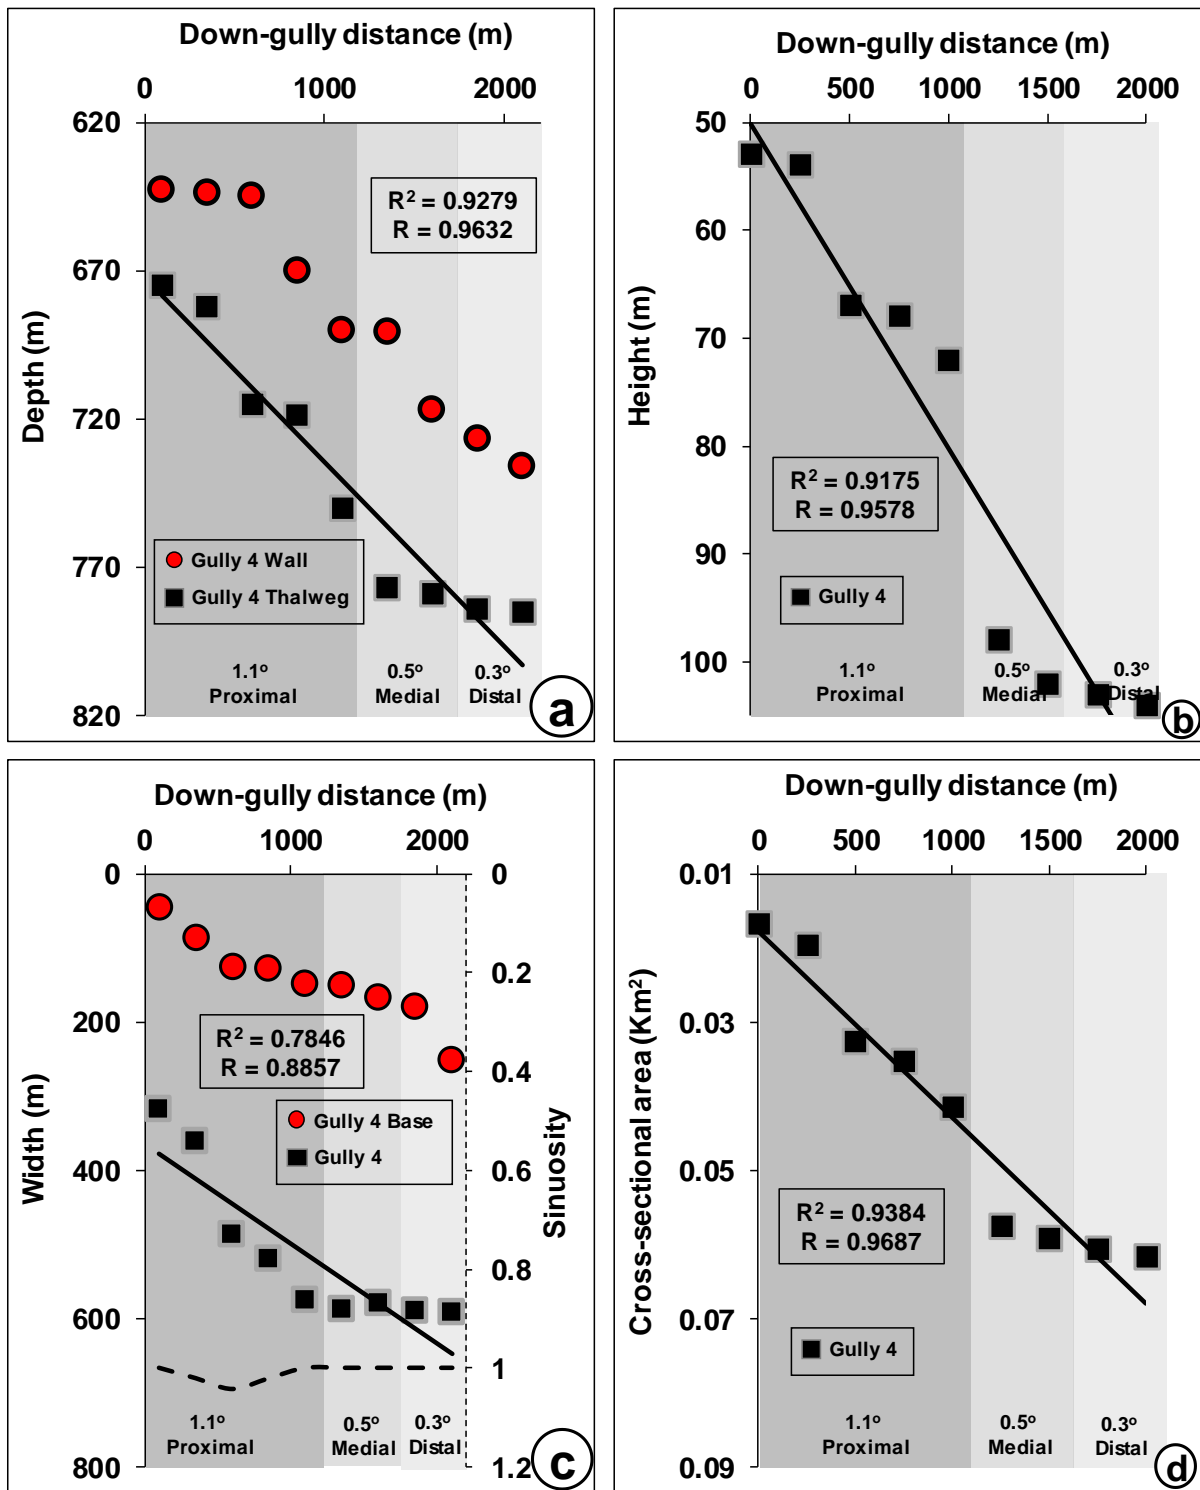 Down-gully distance (m)
0 1000 2000
620
670
720
770
820
Depth (m)
R² = 0.9279
R = 0.9632
Gully 4 Wall
Gully 4 Thalweg
1.1º
Proximal
0.5º
Medial
0.3º
Distal
a
Down-gully distance (m)
0 500 1000 1500 2000
50
60
70
80
90
100
Height (m)
R² = 0.9175
R = 0.9578
Gully 4
1.1º
Proximal
0.5º
Medial
0.3º
Distal
b
Down-gully distance (m)
0 1000 2000
0
200
400
600
800
Width (m)
0
0.2
0.4
0.6
0.8
1
1.2
Sinuosity
R² = 0.7846
R = 0.8857
Gully 4 Base
Gully 4
1.1º
Proximal
0.5º
Medial
0.3º
Distal
c
Down-gully distance (m)
0 500 1000 1500 2000
0.01
0.03
0.05
0.07
0.09
Cross-sectional area (Km²)
R² = 0.9384
R = 0.9687
Gully 4
1.1º
Proximal
0.5º
Medial
0.3º
Distal
d